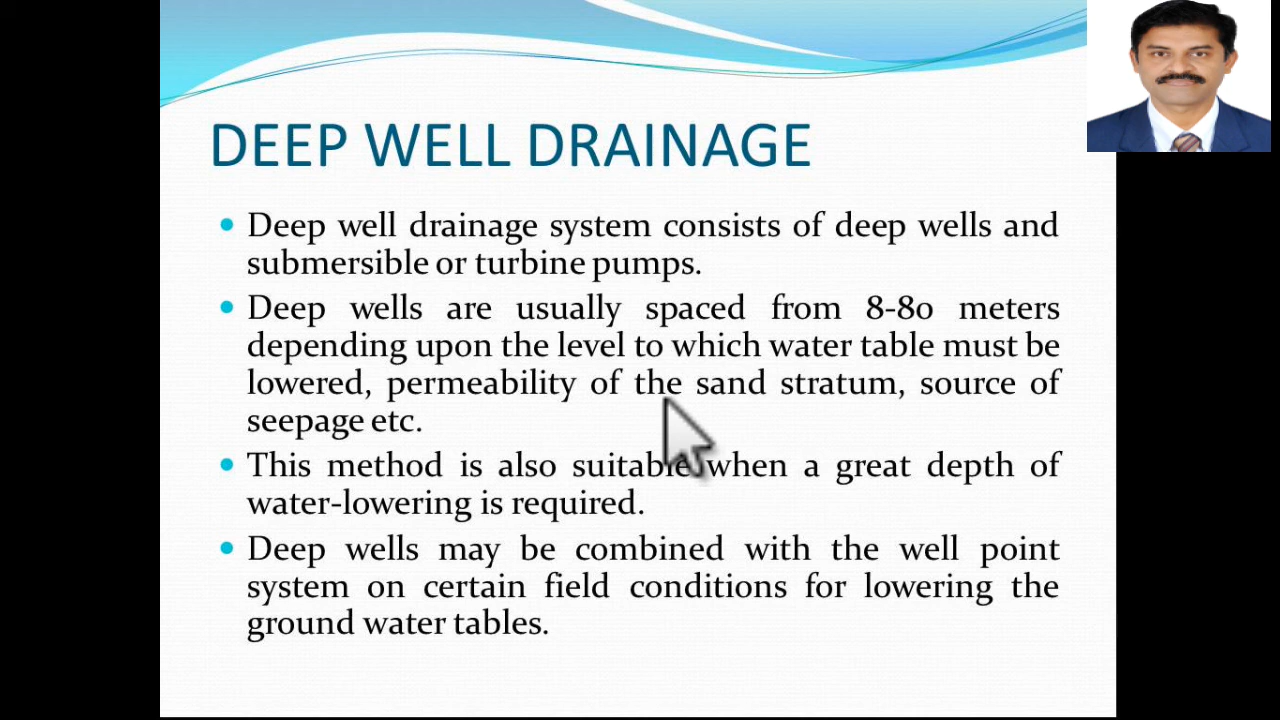 DEEP WELL DRAINAGE
• Deep well drainage system consists of deep wells and
submersible or turbine pumps.
• Deep wells are usually spaced from 8-80 meters
depending upon the level to which water table must be
lowered, permeability of the sand stratum, source of
seepage etc.
• This method is also suitable when a great depth of
water-lowering is required.
• Deep wells may be combined with the well point
system on certain field conditions for lowering the
ground water tables.